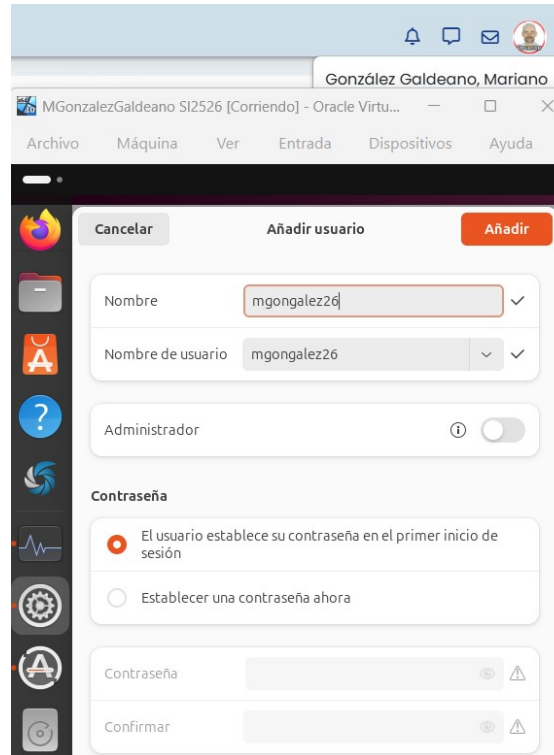 González Galdeano, Mariano
MGonzalezGaldeano SI2526 [Corriendo] - Oracle Virtu...
Archivo Máquina Ver Entrada Dispositivos Ayuda
Cancelar Añadir usuario Añadir
Nombre mgongalez26
Nombre de usuario mgongalez26
Administrador
Contraseña
El usuario establece su contraseña en el primer inicio de
sesión
Establecer una contraseña ahora
Contraseña
Confirmar